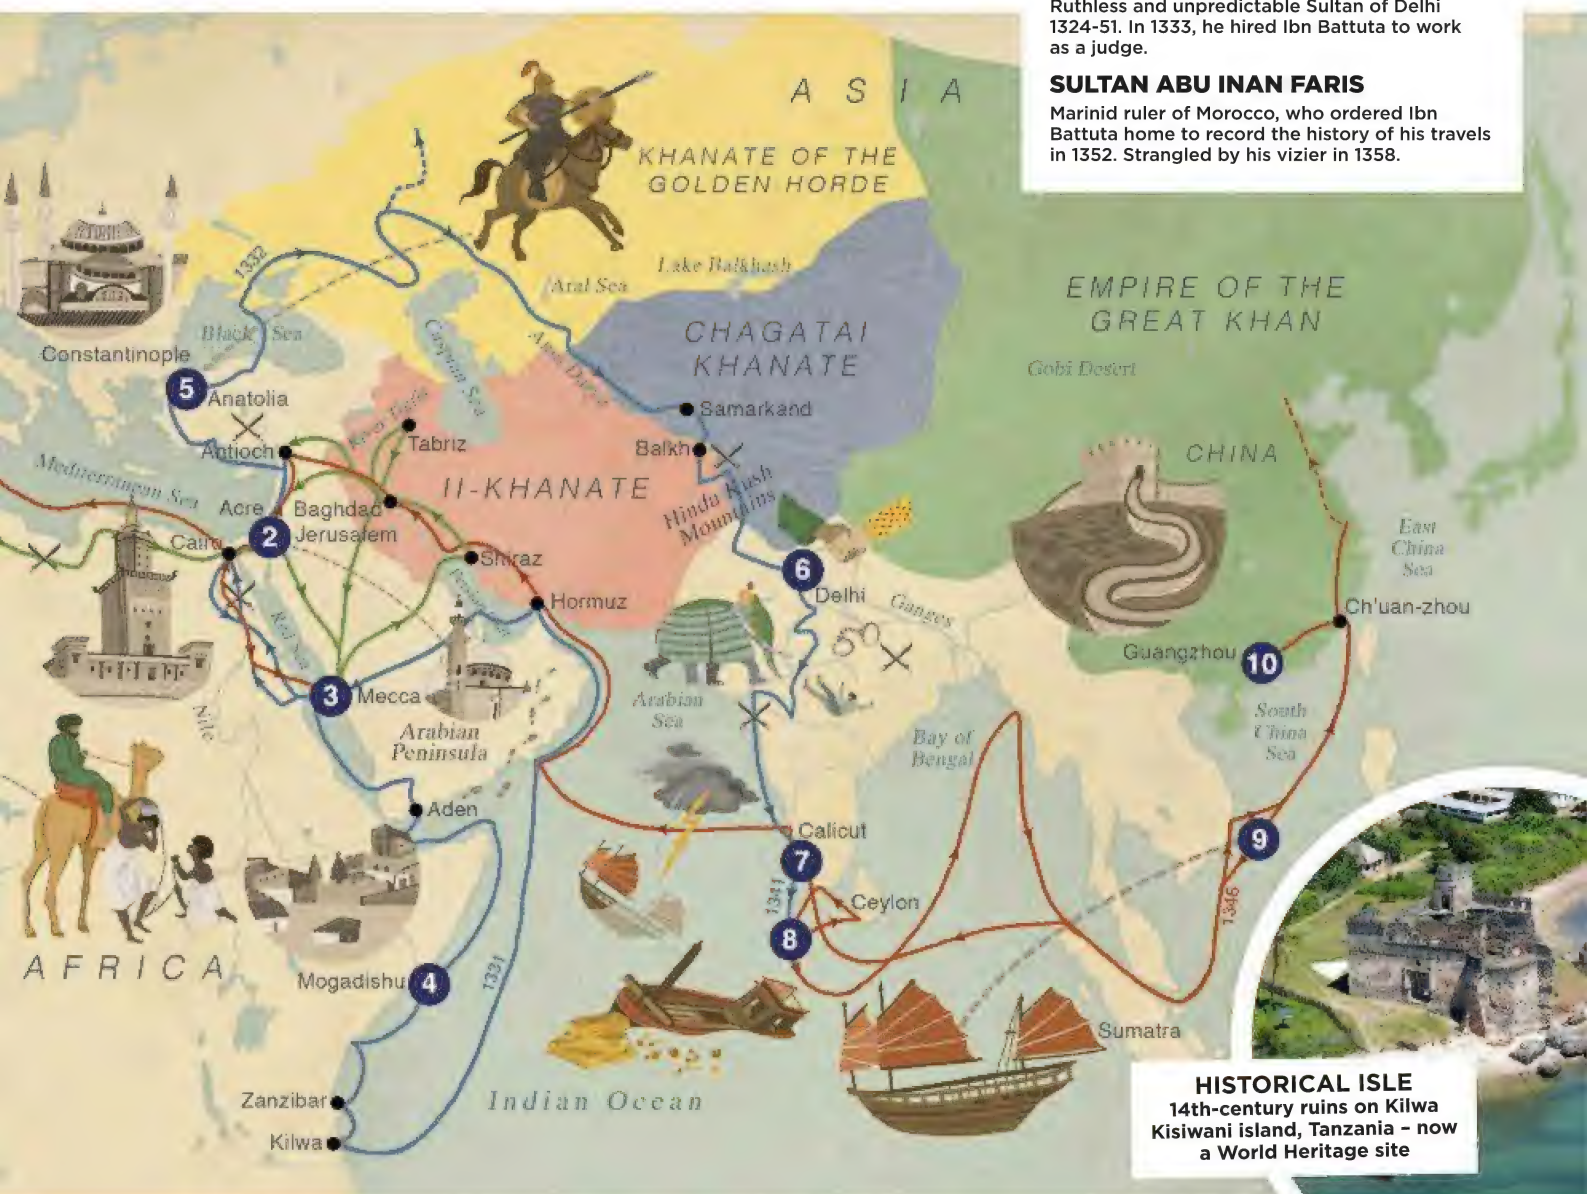 Ruthless and unpredictable Sultan of Delhi
1324-51. In 1333, he hired Ibn Battuta to work
as a judge.
SULTAN ABU INAN FARIS
Marinid ruler of Morocco, who ordered Ibn
Battuta home to record the history of his travels
in 1352. Strangled by his vizier in 1358.
ASIA
KHANATE OF THE
GOLDEN HORDE
1332
Lake Balkhash
Aral Sea
EMPIRE OF THE
GREAT KHAN
CHAGATAI
KHANATE
Black Sea
Caspian Sea
Amu Darya
Gobi Desert
Constantinople
5
Anatolia
Samarkand
Tabriz
Balkh
Antioch
CHINA
Mediterranean Sea
Il-KHANATE
Hindu Kush
Mountains
Acre
Baghdad
2
Jerusalem
Cairo
East
China
Sea
Shiraz
6
Delhi
Hormuz
Ganges
Ch'uan-zhou
Red Sea
Guangzhou
10
3
Mecca
Nile
Arabian
Sea
South
China
Sea
Arabian
Peninsula
Bay of
Bengal
Aden
Calicut
9
7
1341
Ceylon
1346
8
AFRICA
Mogadishu
4
1331
Sumatra
Zanzibar
Indian Ocean
Kilwa
HISTORICAL ISLE
14th-century ruins on Kilwa
Kisiwani island, Tanzania – now
a World Heritage site